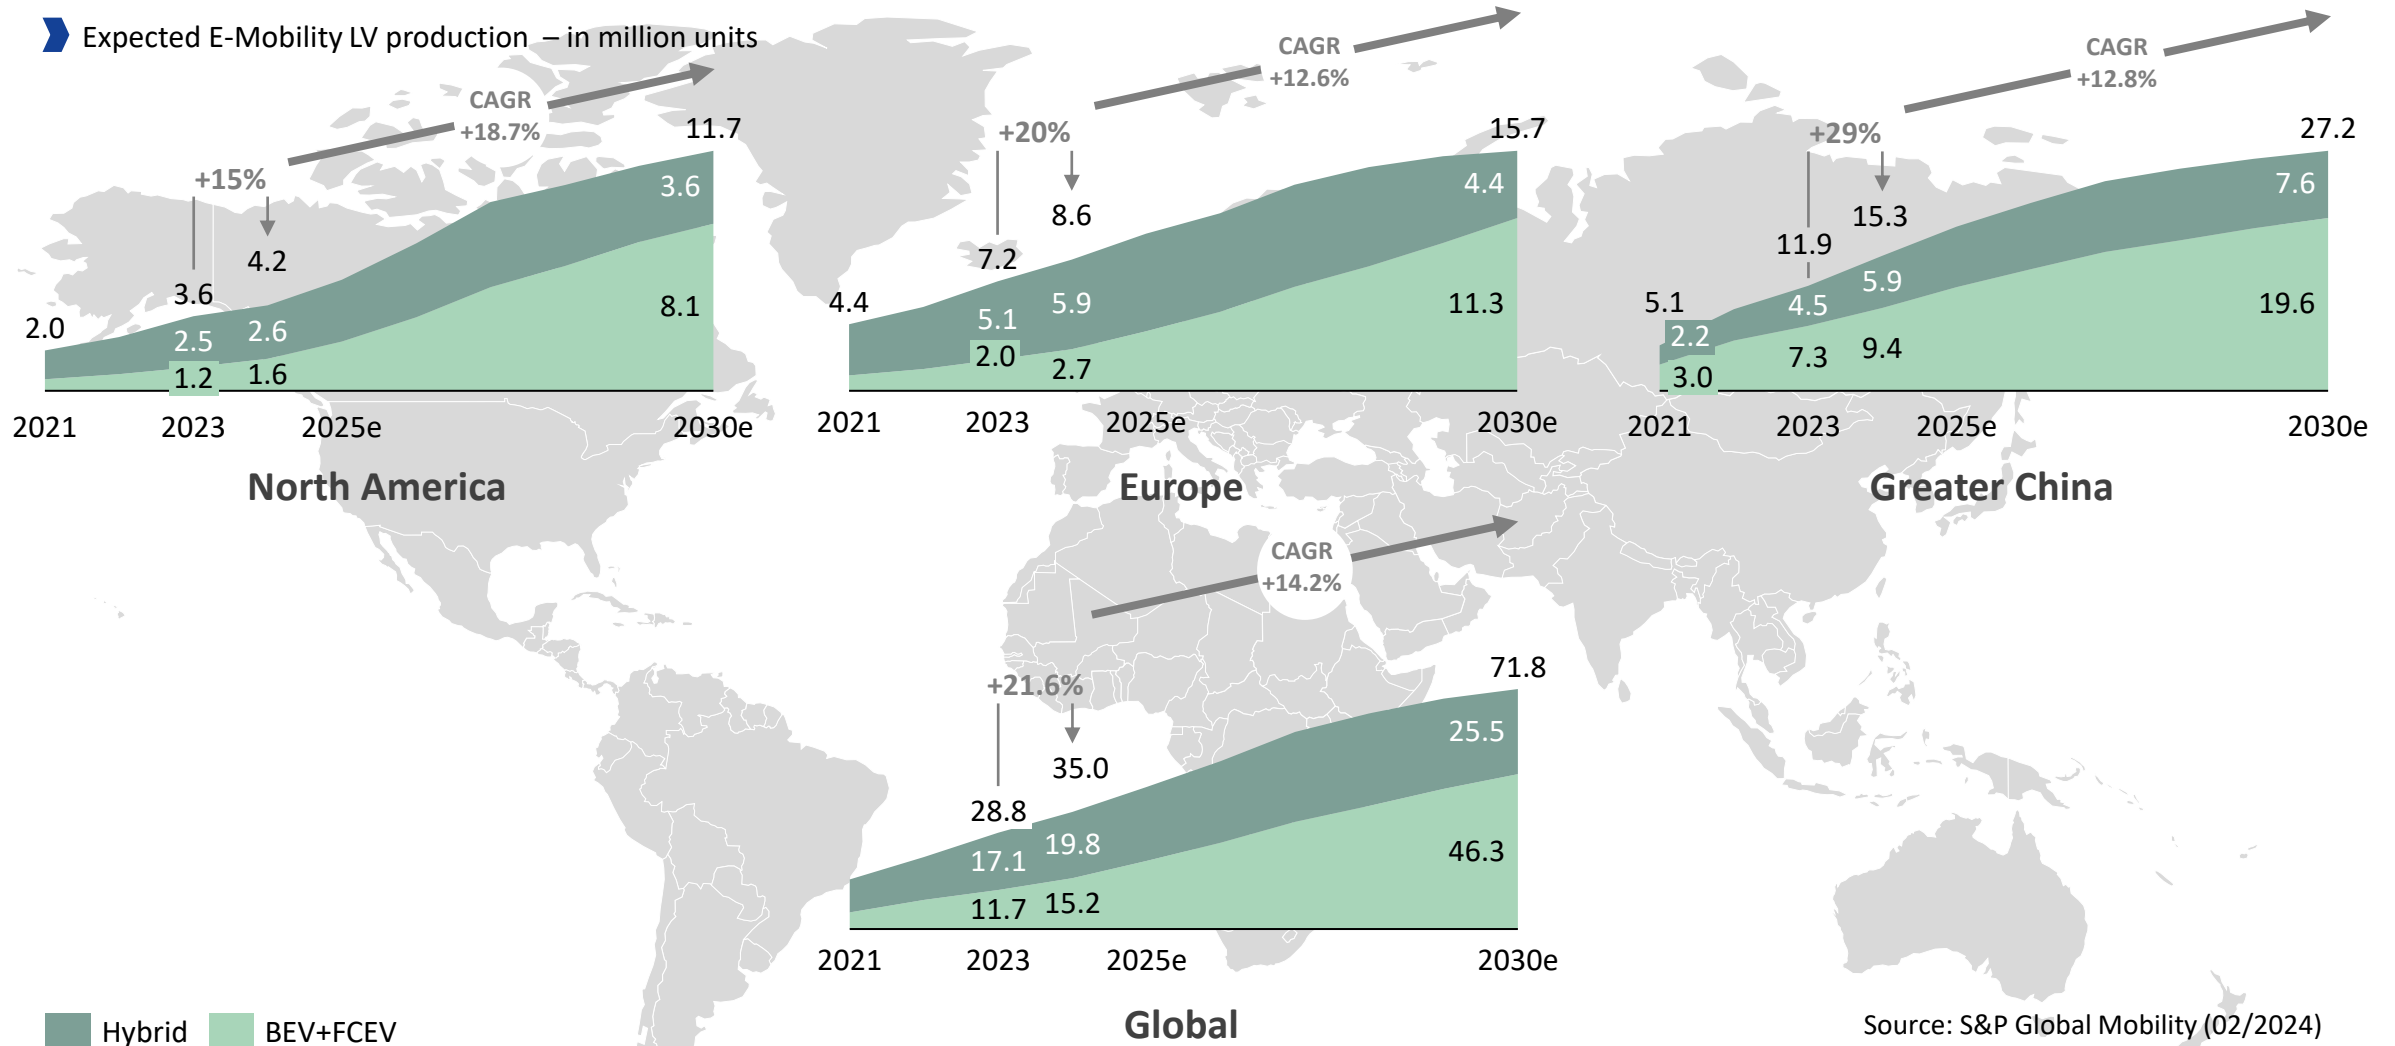 Expected E-Mobility LV production – in million units
CAGR
+18.7%
+15%
11.7
3.6
4.2
3.6
2.0
2.5
2.6
8.1
1.2
1.6
2021
2023
2025e
2030e
North America
CAGR
+12.6%
+20%
15.7
4.4
8.6
7.2
4.4
5.1
5.9
11.3
2.0
2.7
2021
2023
2025e
2030e
Europe
CAGR
+12.8%
+29%
27.2
7.6
15.3
11.9
5.1
4.5
5.9
2.2
19.6
3.0
7.3
9.4
2021
2023
2025e
2030e
Greater China
CAGR
+14.2%
+21.6%
71.8
25.5
35.0
28.8
17.1
19.8
46.3
11.7
15.2
2021
2023
2025e
2030e
Global
Hybrid
BEV+FCEV
Source: S&P Global Mobility (02/2024)